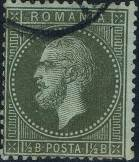 ROMANIA
1½ B. POSTA 1½ B